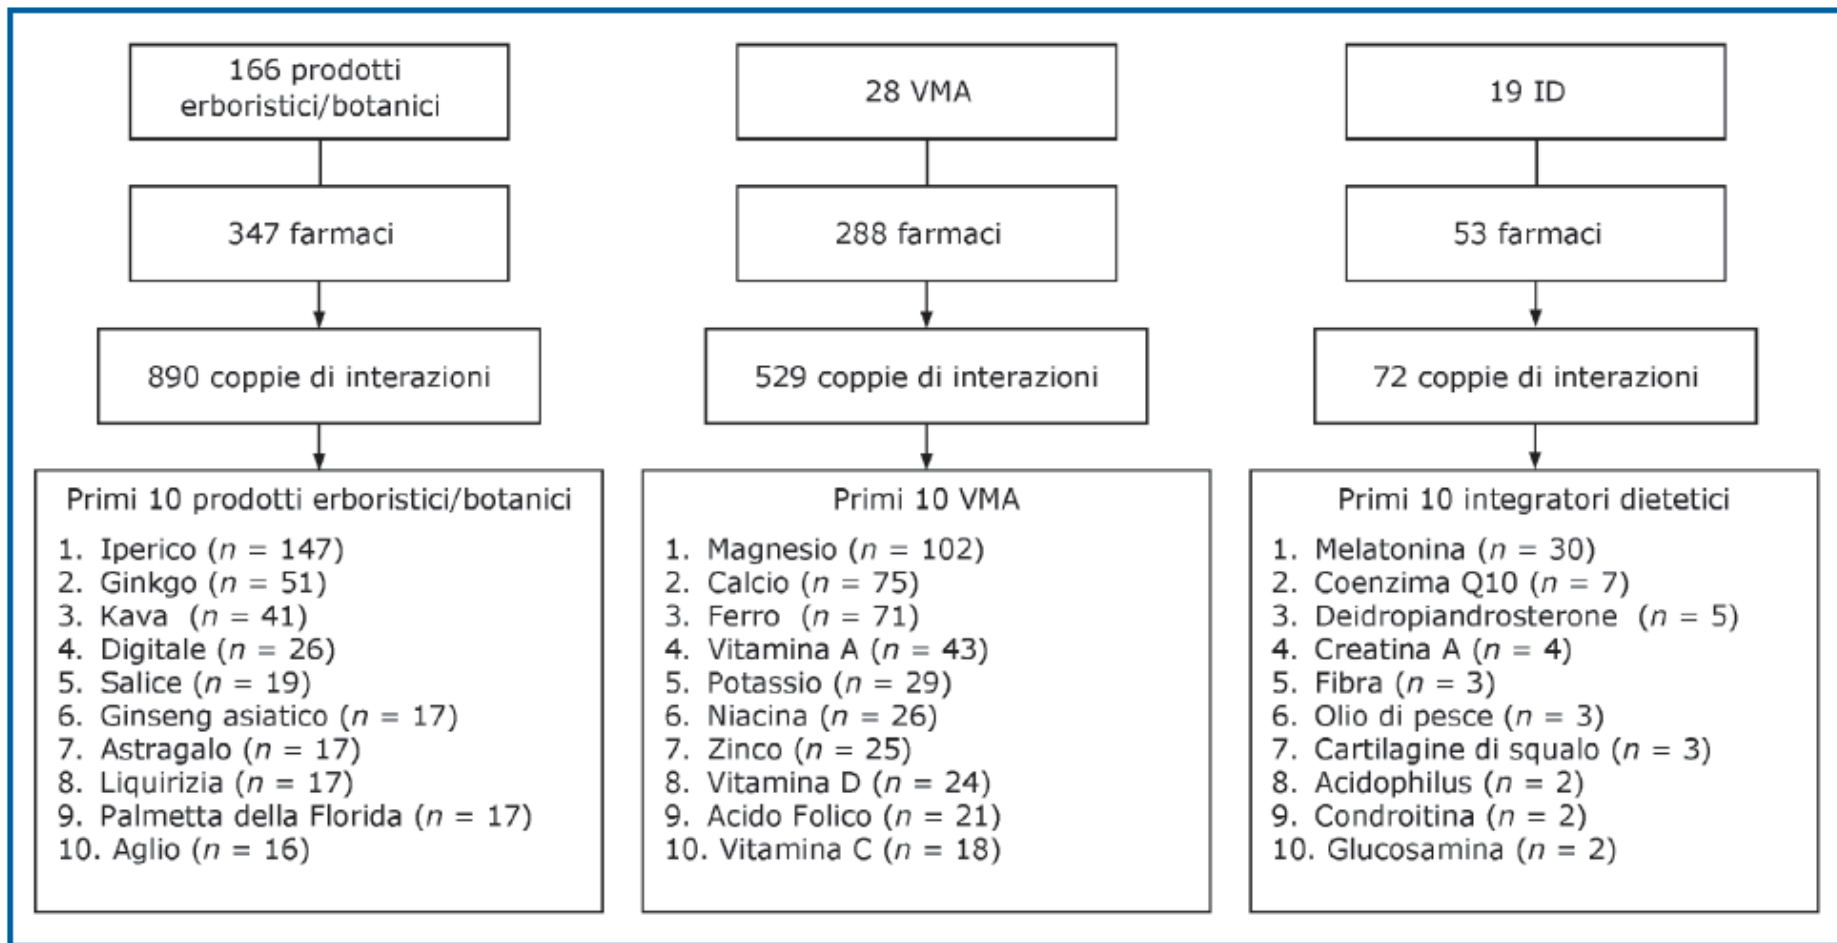 166 prodotti
erboristici/botanici
347 farmaci
890 coppie di interazioni
Primi 10 prodotti erboristici/botanici
1. Iperico (n = 147)
2. Ginkgo (n = 51)
3. Kava (n = 41)
4. Digitale (n = 26)
5. Salice (n = 19)
6. Ginseng asiatico (n = 17)
7. Astragalo (n = 17)
8. Liquirizia (n = 17)
9. Palmetta della Florida (n = 17)
10. Aglio (n = 16)
28 VMA
288 farmaci
529 coppie di interazioni
Primi 10 VMA
1. Magnesio (n = 102)
2. Calcio (n = 75)
3. Ferro (n = 71)
4. Vitamina A (n = 43)
5. Potassio (n = 29)
6. Niacina (n = 26)
7. Zinco (n = 25)
8. Vitamina D (n = 24)
9. Acido Folico (n = 21)
10. Vitamina C (n = 18)
19 ID
53 farmaci
72 coppie di interazioni
Primi 10 integratori dietetici
1. Melatonina (n = 30)
2. Coenzima Q10 (n = 7)
3. Deidropiandrosterone (n = 5)
4. Creatina A (n = 4)
5. Fibra (n = 3)
6. Olio di pesce (n = 3)
7. Cartilagine di squalo (n = 3)
8. Acidophilus (n = 2)
9. Condroitina (n = 2)
10. Glucosamina (n = 2)